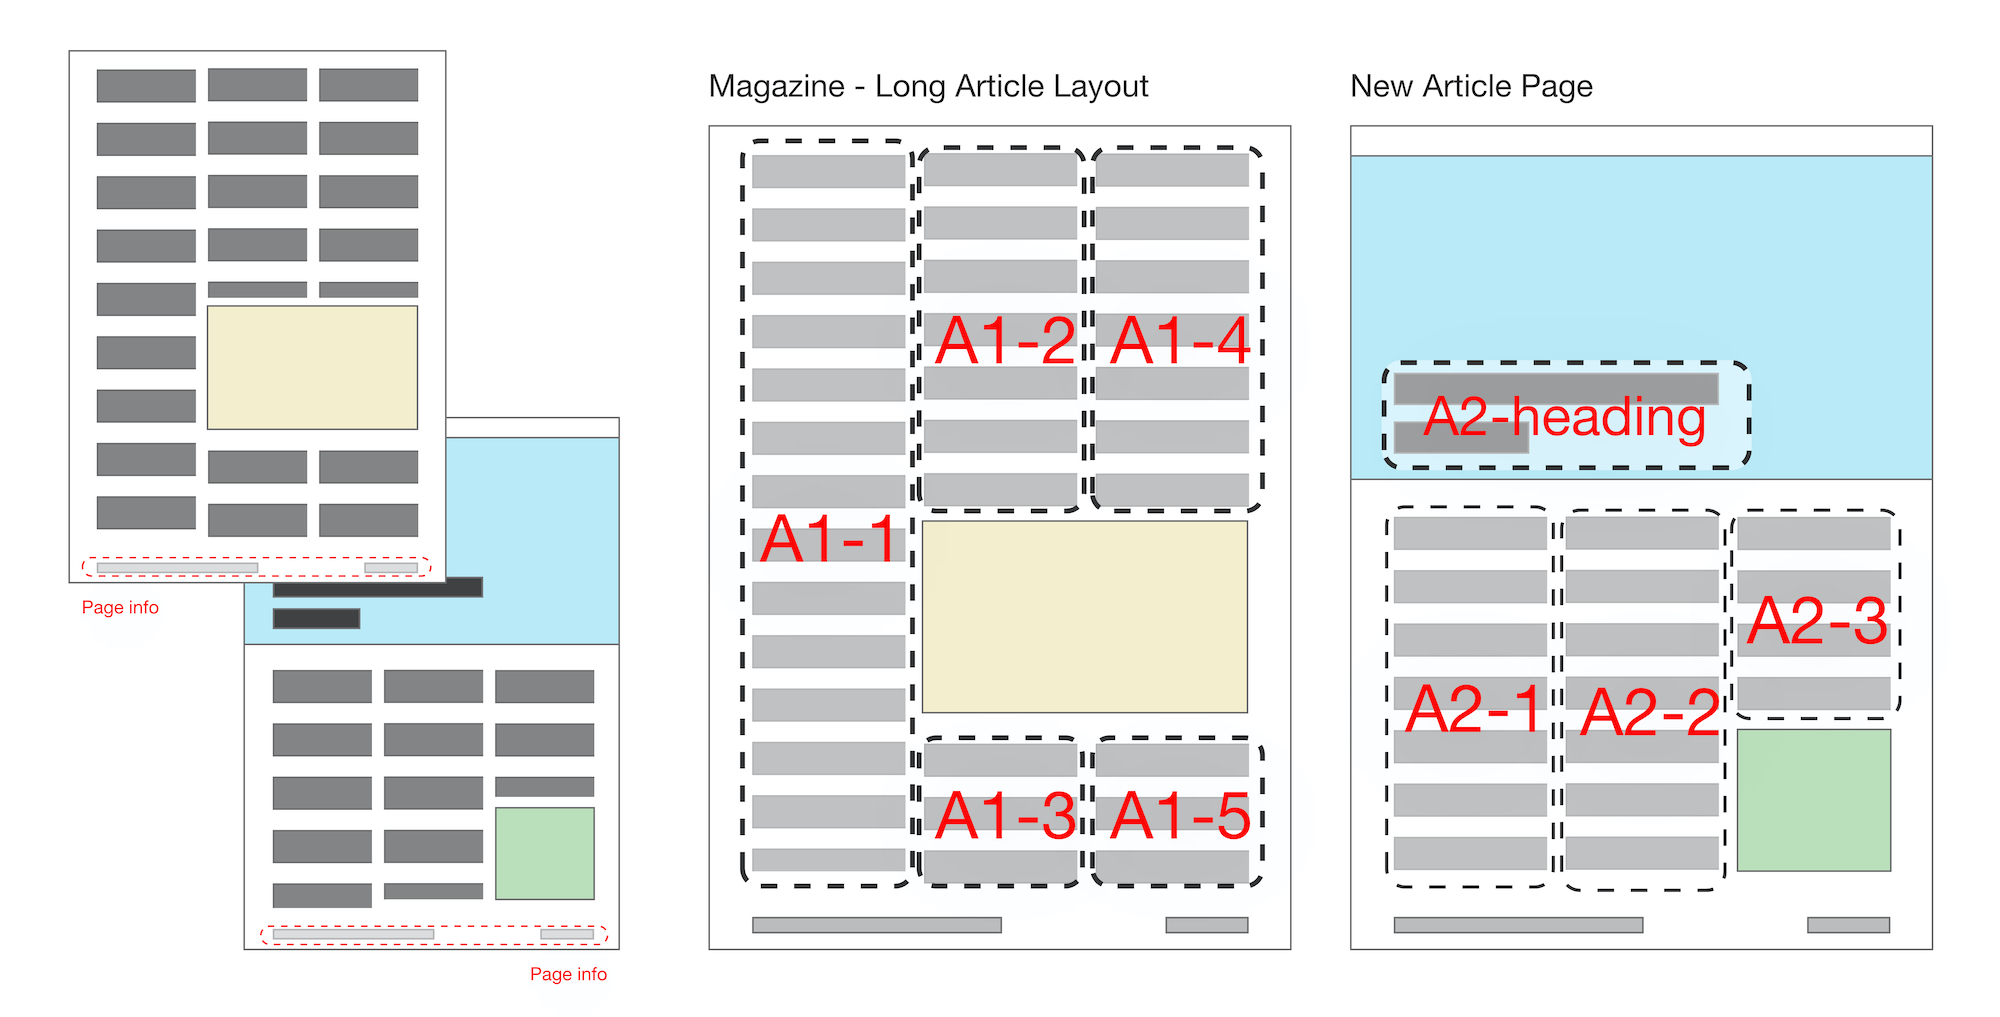 Page info
Page info
Magazine - Long Article Layout
A1-1
A1-2
A1-3
A1-4
A1-5
New Article Page
A2-heading
A2-1
A2-2
A2-3